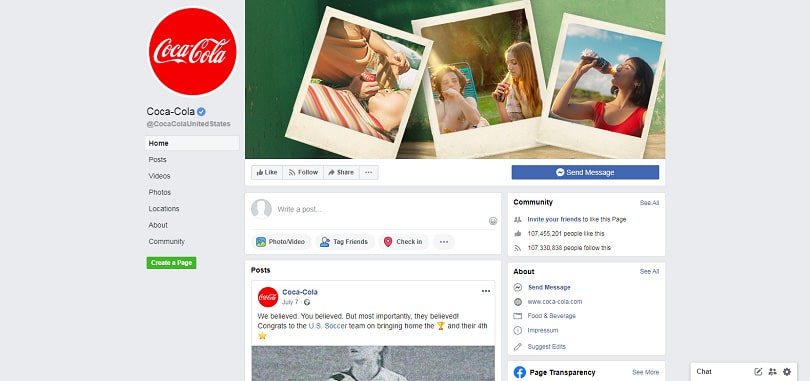 Coca-Cola
Coca-Cola
@CocaColaUnitedStates
Home
Posts
Videos
Photos
Locations
About
Community
Create a Page
Like
Follow
Share
Send Message
Write a post...
Photo/Video
Tag Friends
Check in
Posts
Coca-Cola
Coca-Cola
July 7 ·
We believed. You believed. But most importantly, they believed!
Congrats to the U.S. Soccer team on bringing home the 🏆 and their 4th
⭐
Community
See All
Invite your friends to like this Page
107,455,201 people like this
107,330,838 people follow this
About
See All
Send Message
www.coca-cola.com
Food & Beverage
Impressum
Suggest Edits
Page Transparency
See More
Chat